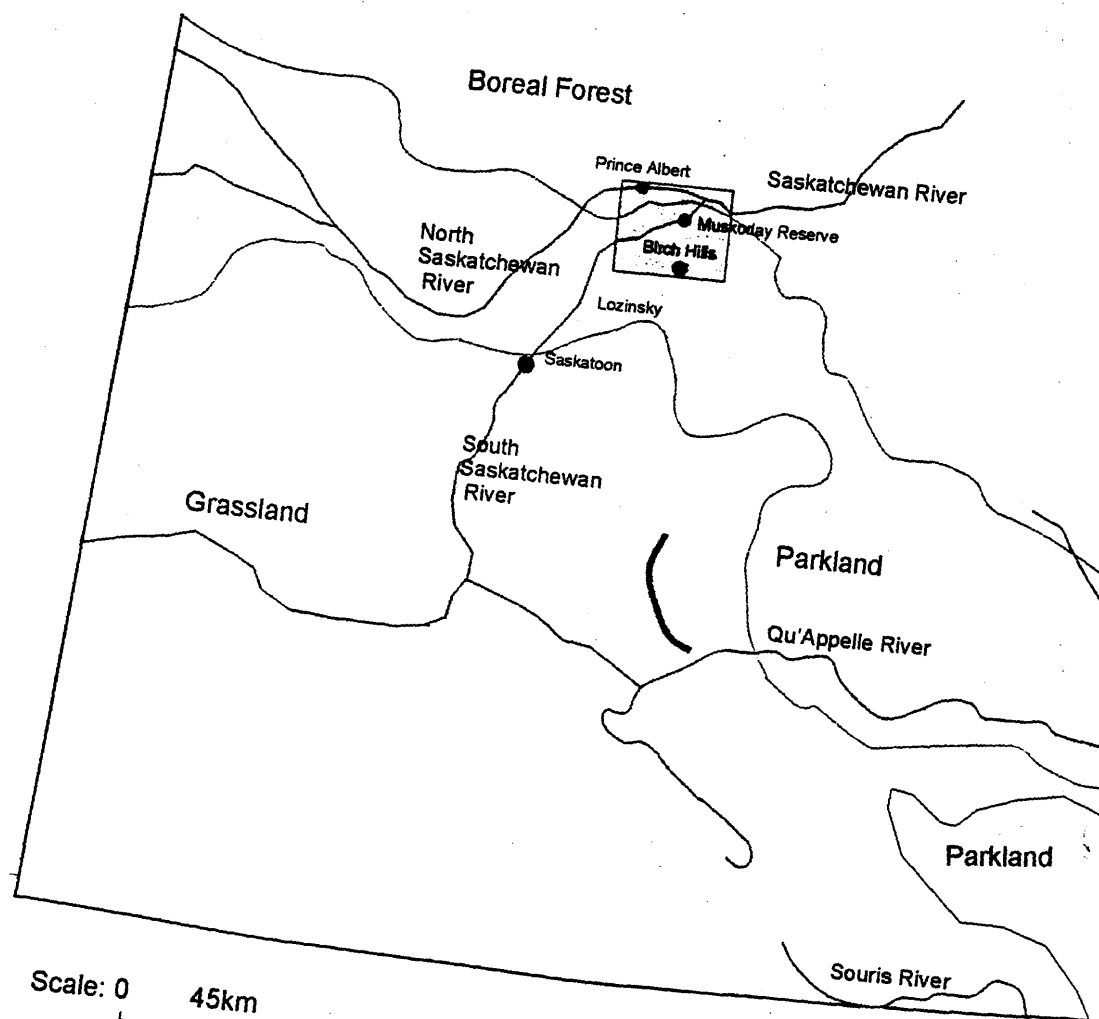 Boreal Forest
Prince Albert
Saskatchewan River
Muskoday Reserve
North
Saskatchewan
River
Birch Hills
Lozinsky
Saskatoon
South
Saskatchewan
River
Grassland
Parkland
Qu'Appelle River
Parkland
Souris River
Scale: 0 45km